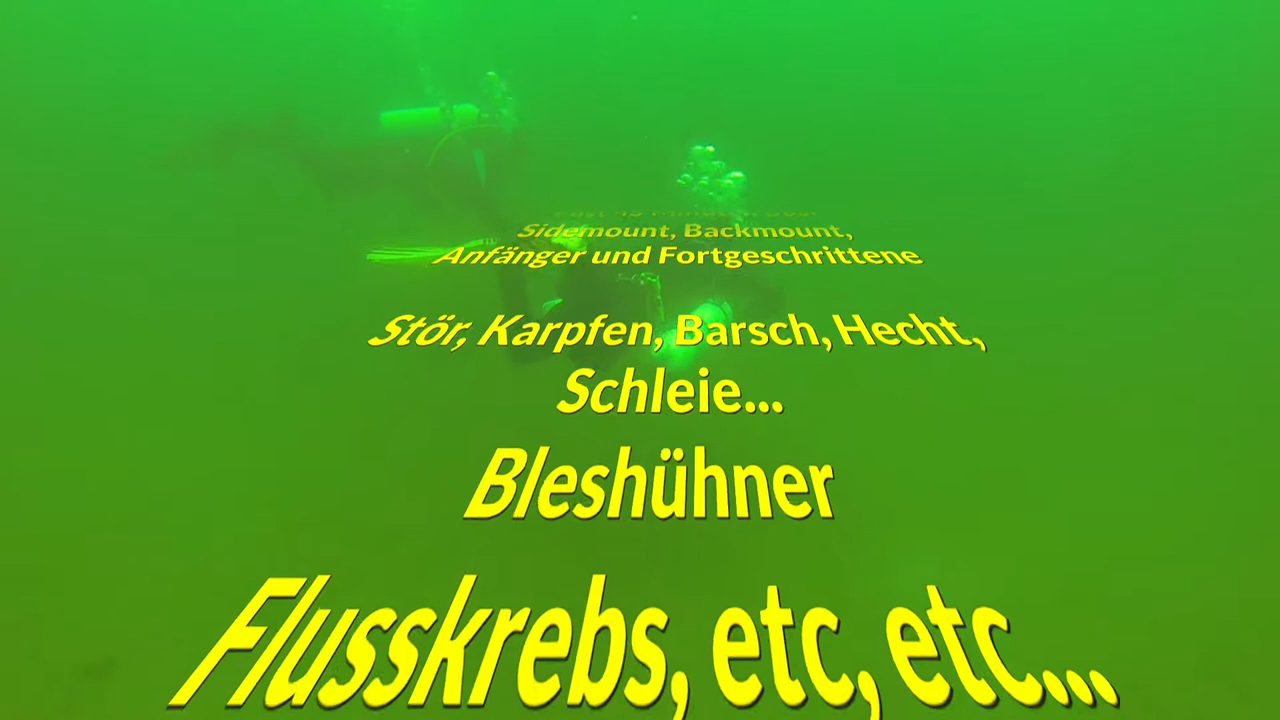 Sidemount, Backmount,
Anfänger und Fortgeschrittene
Stör, Karpfen, Barsch, Hecht,
Schleie...
Bleshühner
Flusskrebs, etc, etc...